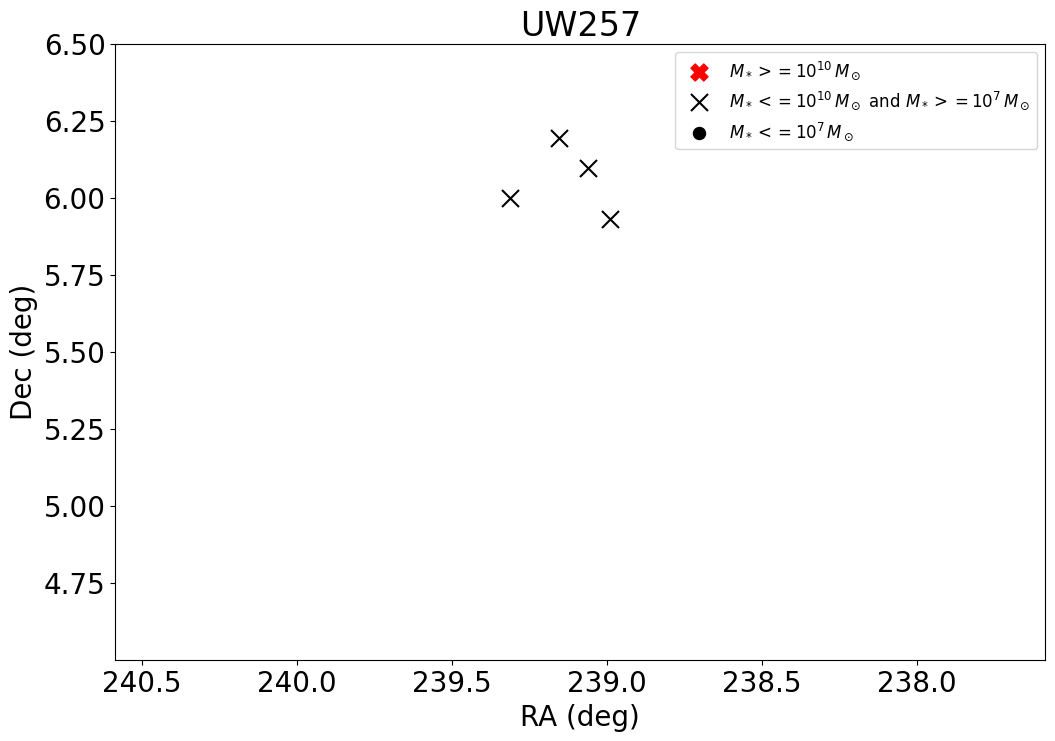 UW257
6.50
6.25
6.00
5.75
5.50
5.25
5.00
4.75
Dec (deg)
M* >= 10^10 M⊙
M* <= 10^10 M⊙ and M* >= 10^7 M⊙
M* <= 10^7 M⊙
240.5 240.0 239.5 239.0 238.5 238.0
RA (deg)